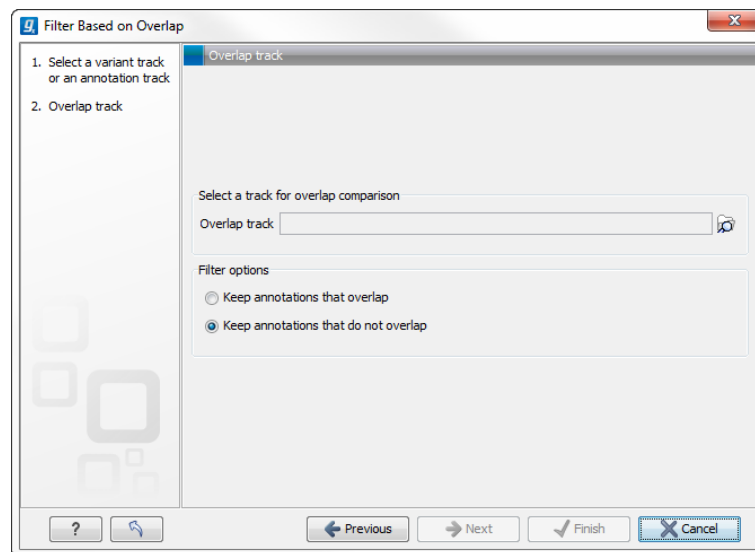 Filter Based on Overlap
1. Select a variant track
or an annotation track
2. Overlap track
Overlap track
Select a track for overlap comparison
Overlap track
Filter options
Keep annotations that overlap
Keep annotations that do not overlap
? Previous Next Finish Cancel